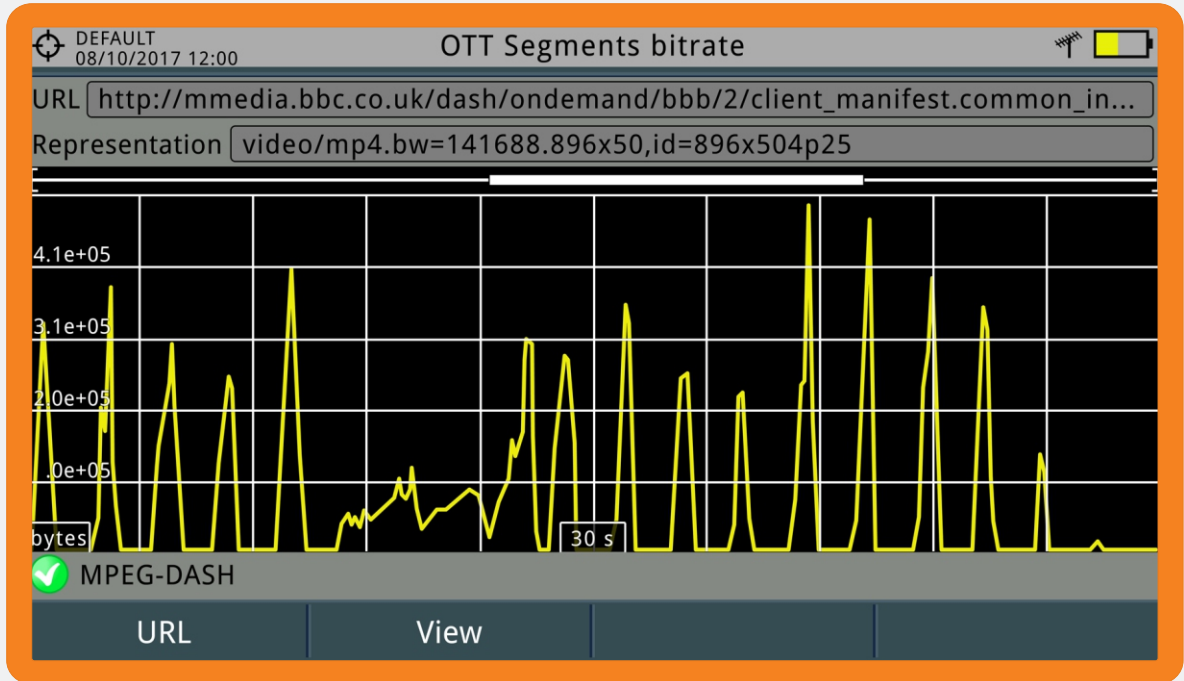 DEFAULT
08/10/2017 12:00
OTT Segments bitrate
URL http://mmedia.bbc.co.uk/dash/ondemand/bbb/2/client_manifest.common_in...
Representation video/mp4.bw=141688.896x50,id=896x504p25
4.1e+05
3.1e+05
2.0e+05
.0e+05
bytes
30 s
MPEG-DASH
URL View